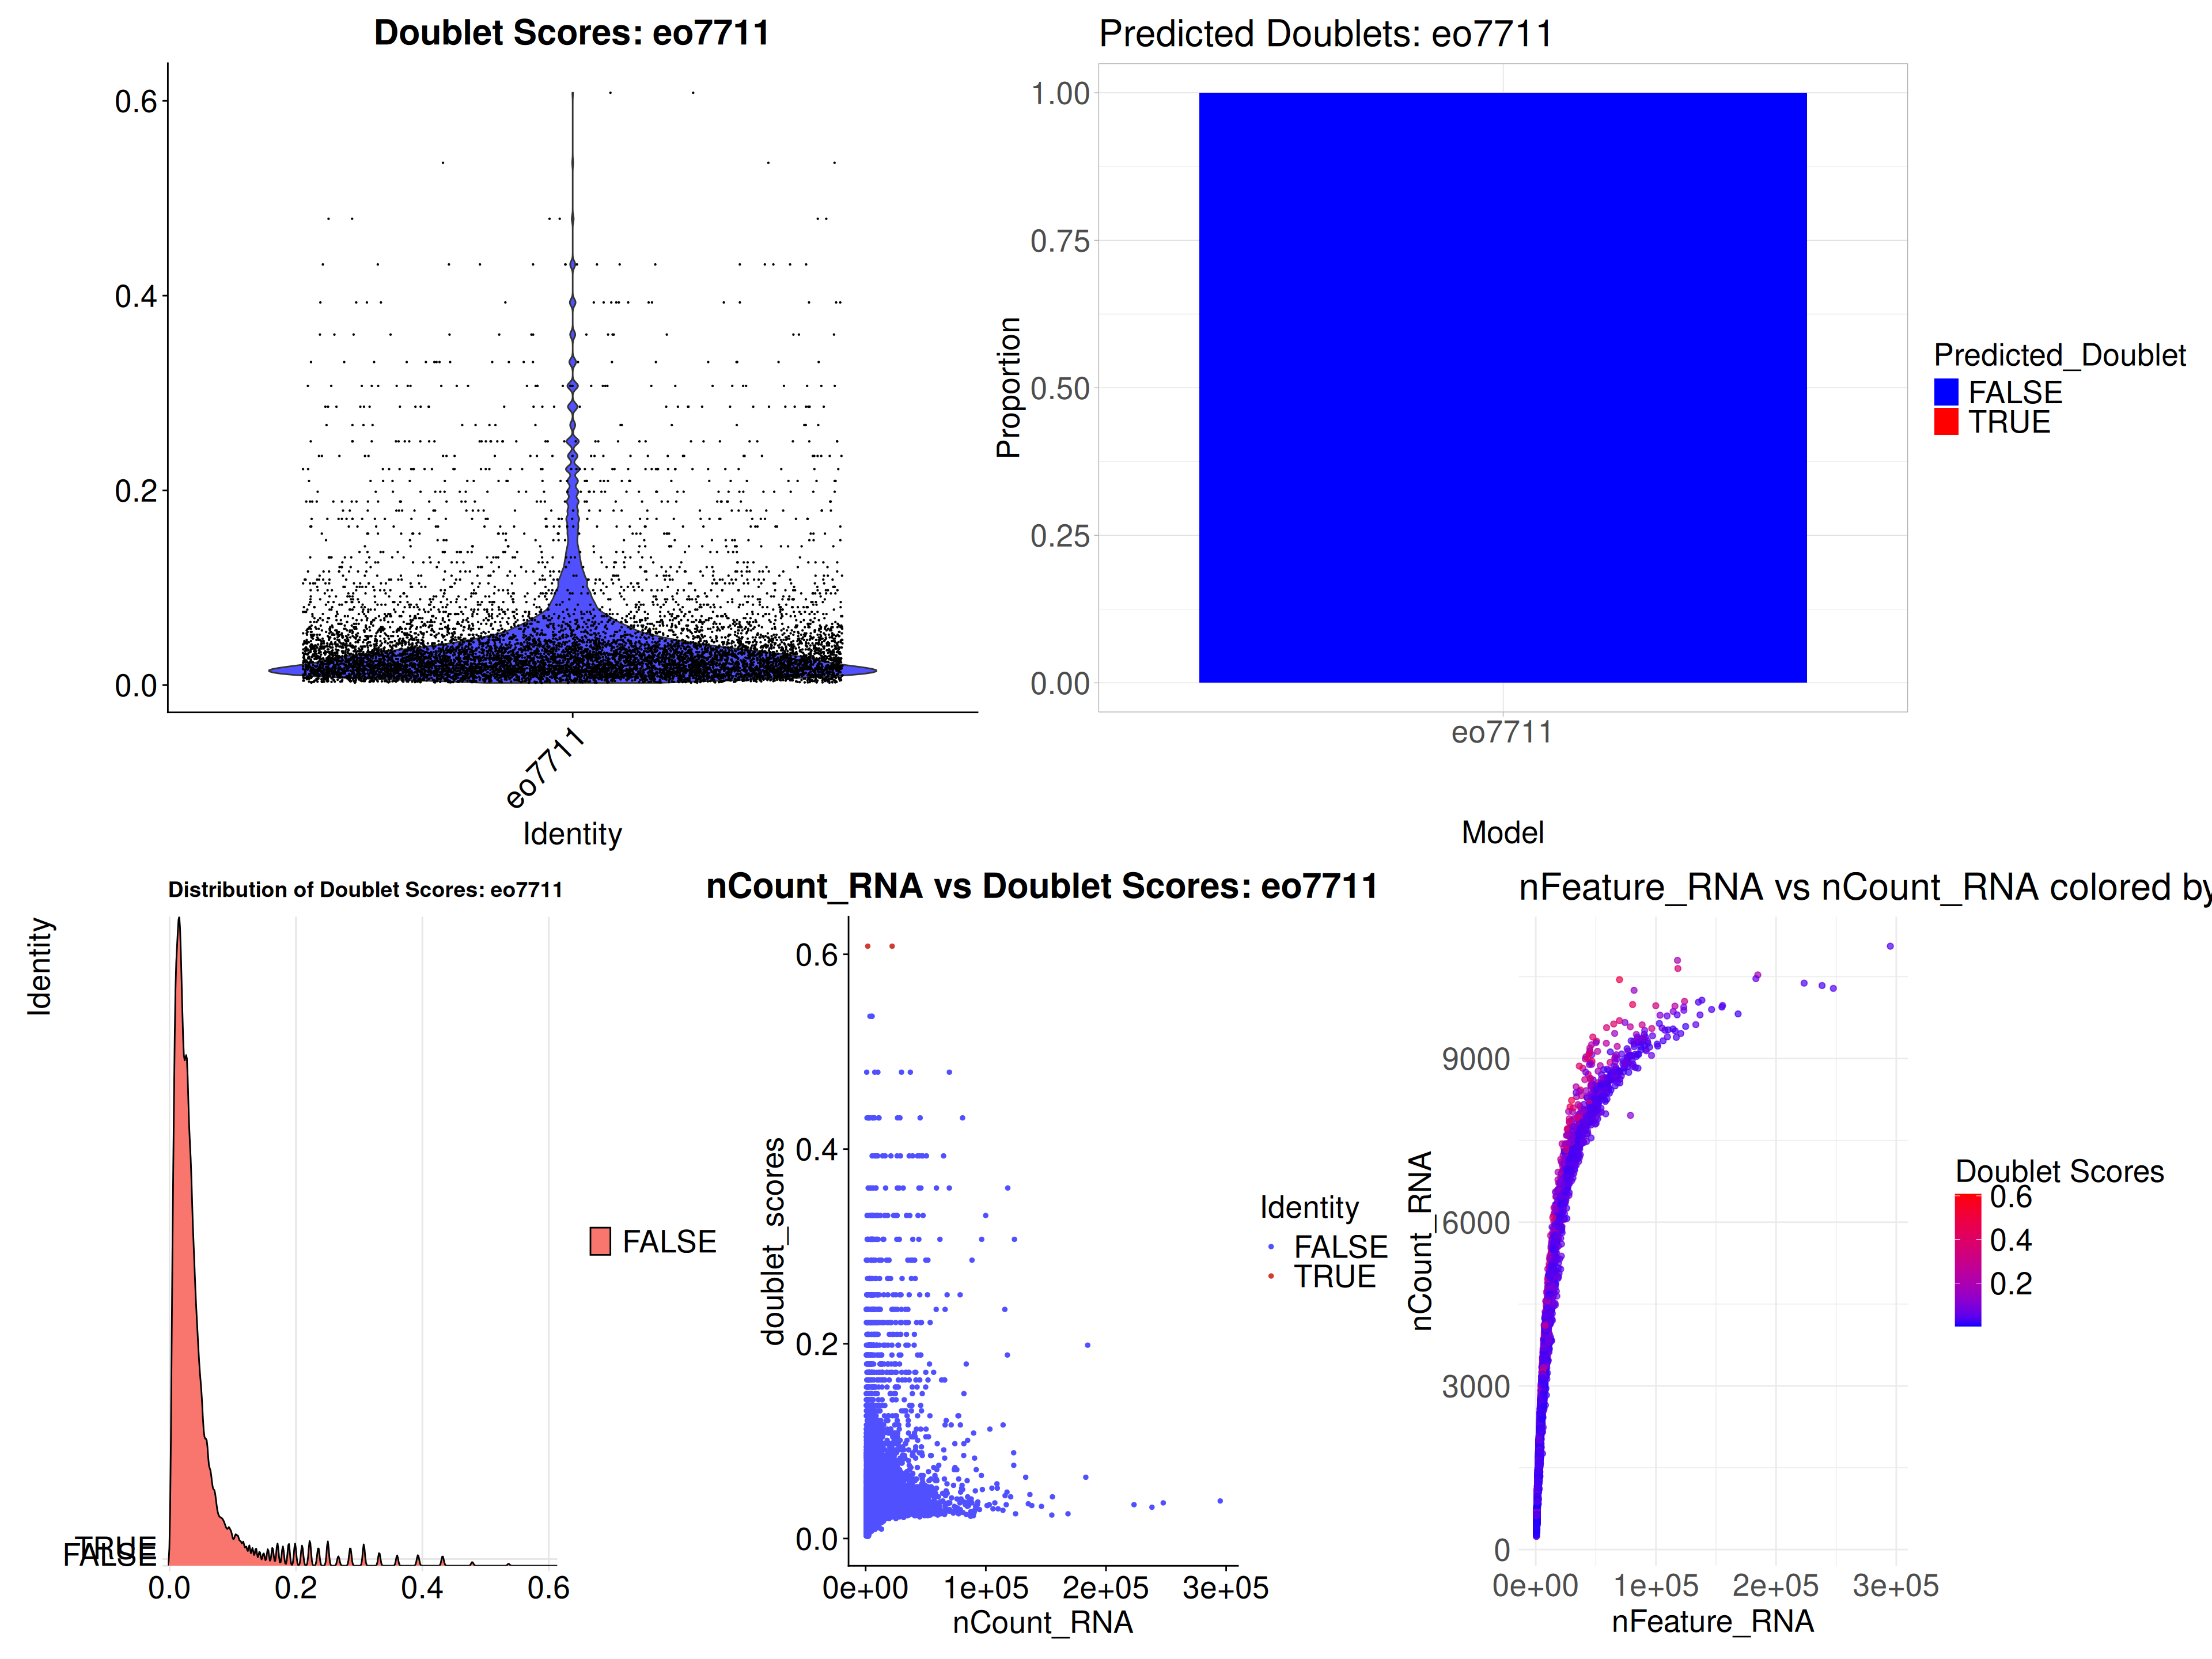 Doublet Scores: eo7711
0.6
0.4
0.2
0.0
eo7711
Identity
Predicted Doublets: eo7711
1.00
0.75
0.50
0.25
0.00
Proportion
eo7711
Model
Predicted_Doublet
FALSE
TRUE
Distribution of Doublet Scores: eo7711
Identity
TRUE
FALSE
0.0 0.2 0.4 0.6
FALSE
nCount_RNA vs Doublet Scores: eo7711
0.6
0.4
0.2
0.0
doublet_scores
0e+00 1e+05 2e+05 3e+05
nCount_RNA
Identity
FALSE
TRUE
nFeature_RNA vs nCount_RNA colored by
9000
6000
3000
0
nCount_RNA
0e+00 1e+05 2e+05 3e+05
nFeature_RNA
Doublet Scores
0.6
0.4
0.2